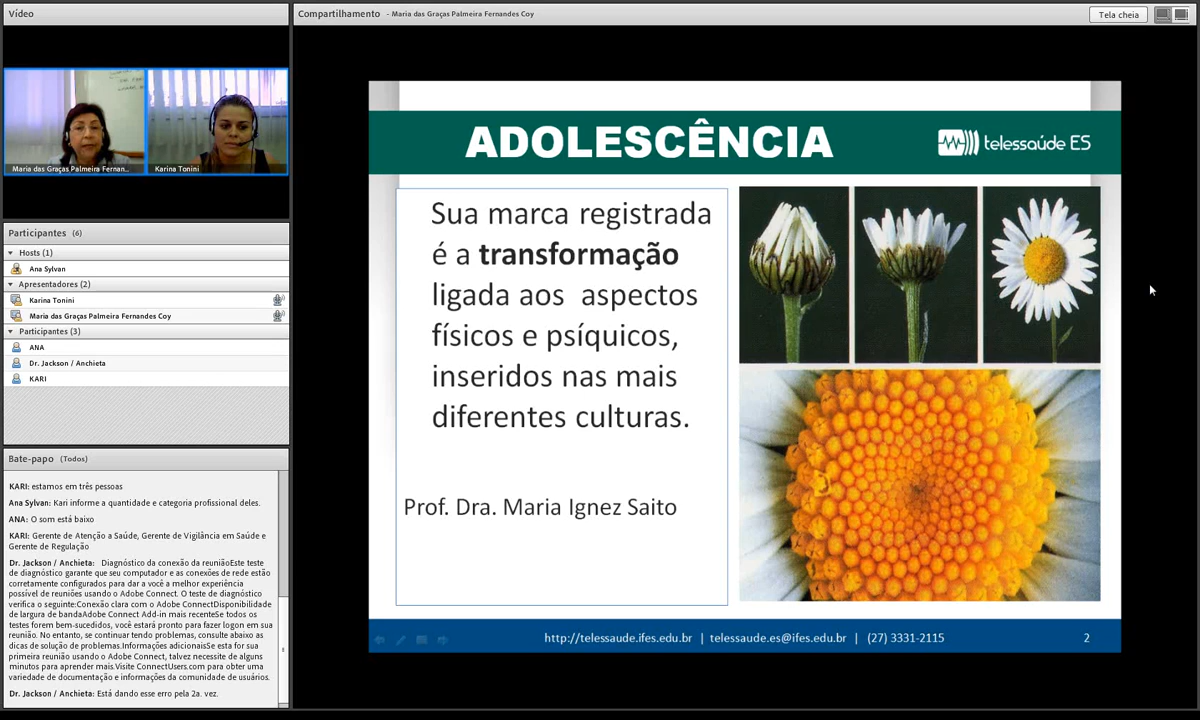 Vídeo
Maria das Graças Palmeira Fernan...
Karina Tonini
Participantes (6)
Hosts (1)
Ana Sylvan
Apresentadores (2)
Karina Tonini
Maria das Graças Palmeira Fernandes Coy
Participantes (3)
ANA
Dr. Jackson / Anchieta
KARI
Bate-papo (Todos)
KARI: estamos em três pessoas
Ana Sylvan: Kari informe a quantidade e categoria profissional deles.
ANA: O som está baixo
KARI: Gerente de Atenção a Saúde, Gerente de Vigilância em Saúde e
Gerente de Regulação
Dr. Jackson / Anchieta: Diagnóstico da conexão da reuniãoEste teste
de diagnóstico garante que seu computador e as conexões de rede estão
corretamente configurados para dar a você a melhor experiência
possível de reuniões usando o Adobe Connect. O teste de diagnóstico
verifica o seguinte:Conexão clara com o Adobe ConnectDisponibilidade
de largura de bandaAdobe Connect Add-in mais recenteSe todos os
testes forem bem-sucedidos, você estará pronto para fazer logon em sua
reunião. No entanto, se continuar tendo problemas, consulte abaixo as
dicas de solução de problemas.Informações adicionaisSe esta for sua
primeira reunião usando o Adobe Connect, talvez necessite de alguns
minutos para aprender mais.Visite ConnectUsers.com para obter uma
variedade de documentação e informações da comunidade de usuários.
Dr. Jackson / Anchieta: Está dando esse erro pela 2a. vez.
Compartilhamento - Maria das Graças Palmeira Fernandes Coy
Tela cheia
ADOLESCÊNCIA
telessaúde ES
Sua marca registrada
é a transformação
ligada aos aspectos
físicos e psíquicos,
inseridos nas mais
diferentes culturas.
Prof. Dra. Maria Ignez Saito
http://telessaude.ifes.edu.br | telessaude.es@ifes.edu.br | (27) 3331-2115
2